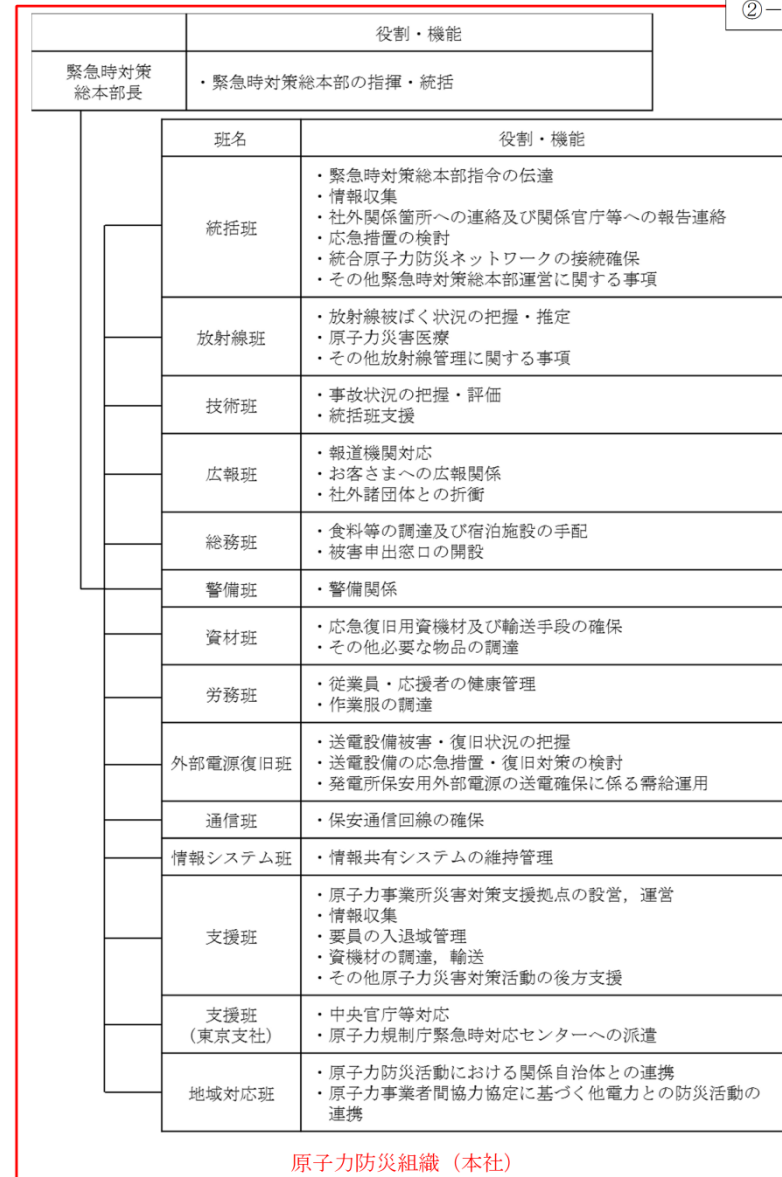 ②－
役割・機能
緊急時対策
総本部長
・緊急時対策総本部の指揮・統括
班名
役割・機能
統括班
・緊急時対策総本部指令の伝達
・情報収集
・社外関係箇所への連絡及び関係官庁等への報告連絡
・応急措置の検討
・統合原子力防災ネットワークの接続確保
・その他緊急時対策総本部運営に関する事項
放射線班
・放射線被ばく状況の把握・推定
・原子力災害医療
・その他放射線管理に関する事項
技術班
・事故状況の把握・評価
・統括班支援
広報班
・報道機関対応
・お客さまへの広報関係
・社外諸団体との折衝
総務班
・食料等の調達及び宿泊施設の手配
・被害申出窓口の開設
警備班
・警備関係
資材班
・応急復旧用資機材及び輸送手段の確保
・その他必要な物品の調達
労務班
・従業員・応援者の健康管理
・作業服の調達
外部電源復旧班
・送電設備被害・復旧状況の把握
・送電設備の応急措置・復旧対策の検討
・発電所保安用外部電源の送電確保に係る需給運用
通信班
・保安通信回線の確保
情報システム班
・情報共有システムの維持管理
支援班
・原子力事業所災害対策支援拠点の設営，運営
・情報収集
・要員の入退域管理
・資機材の調達，輸送
・その他原子力災害対策活動の後方支援
支援班
(東京支社)
・中央官庁等対応
・原子力規制庁緊急時対応センターへの派遣
地域対応班
・原子力防災活動における関係自治体との連携
・原子力事業者間協力協定に基づく他電力との防災活動の
連携
原子力防災組織（本社）